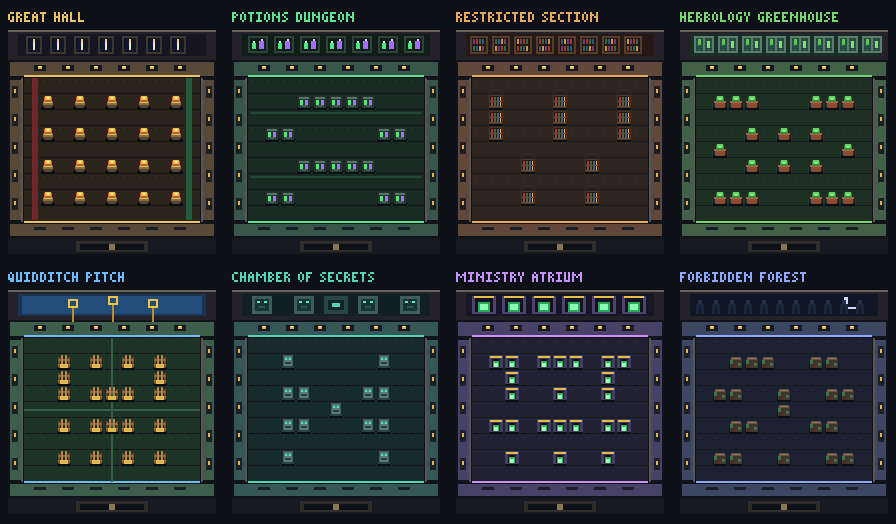 GREAT HALL
POTIONS DUNGEON
RESTRICTED SECTION
HERBOLOGY GREENHOUSE
QUIDDITCH PITCH
CHAMBER OF SECRETS
MINISTRY ATRIUM
FORBIDDEN FOREST